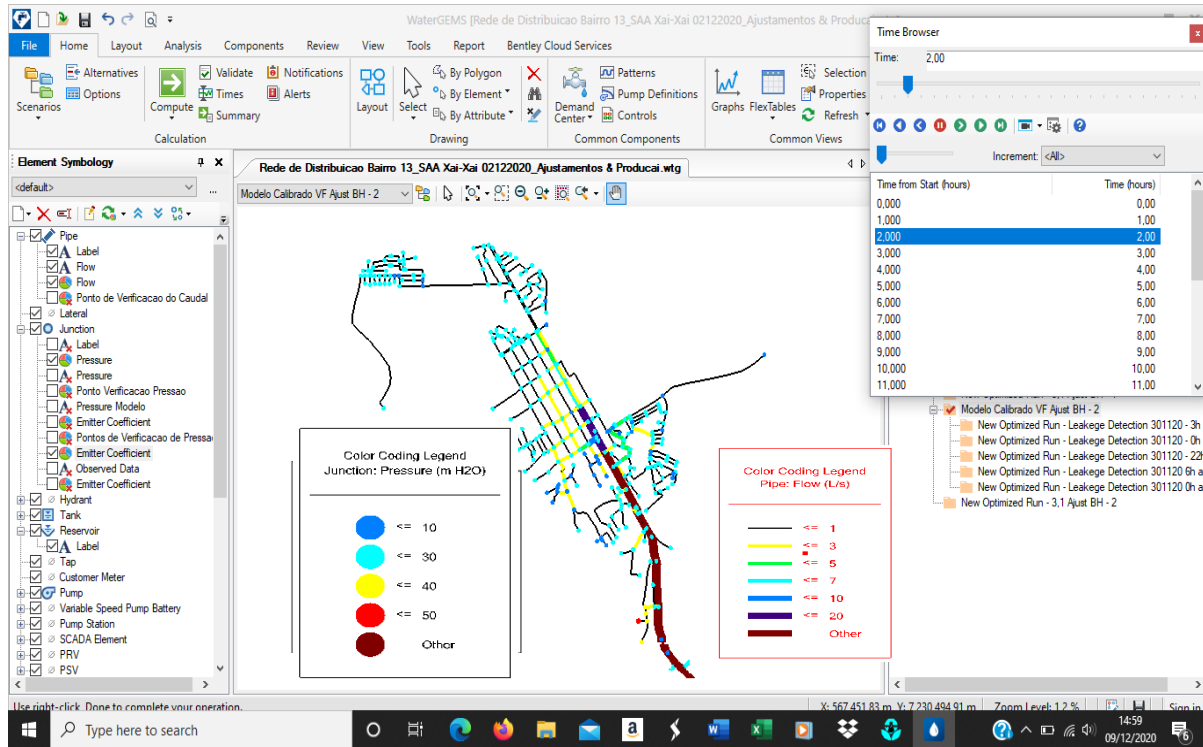 WaterGEMS [Rede de Distribuicao Bairro 13_SAA Xai-Xai 02122020_Ajustamentos & Producai
File Home Layout Analysis Components Review View Tools Report Bentley Cloud Services
Scenarios
Alternatives
Options
Compute
Validate
Times
Summary
Notifications
Alerts
Calculation
Layout
Select
By Polygon
By Element
By Attribute
Drawing
Demand Center
Patterns
Pump Definitions
Controls
Common Components
Graphs
FlexTables
Selection
Properties
Refresh
Common Views
Element Symbology
<default>
...
Pipe
Label
Flow
Flow
Ponto de Verificacao do Caudal
Lateral
Junction
Label
Pressure
Pressure
Ponto Verificacao Pressao
Pressure Modelo
Emitter Coefficient
Pontos de Verificacao de Pressa
Emitter Coefficient
Observed Data
Emitter Coefficient
Hydrant
Tank
Reservoir
Label
Tap
Customer Meter
Pump
Variable Speed Pump Battery
Pump Station
SCADA Element
PRV
PSV
Rede de Distribuicao Bairro 13_SAA Xai-Xai 02122020_Ajustamentos & Producai.wtg
Modelo Calibrado VF Ajust BH - 2
Color Coding Legend
Junction: Pressure (m H2O)
<= 10
<= 30
<= 40
<= 50
Other
Color Coding Legend
Pipe: Flow (L/s)
<= 1
<= 3
<= 5
<= 7
<= 10
<= 20
Other
Time Browser
x
Time: 2,00
Increment: <All>
Time from Start (hours) Time (hours)
0,000 0,00
1,000 1,00
2,000 2,00
3,000 3,00
4,000 4,00
5,000 5,00
6,000 6,00
7,000 7,00
8,000 8,00
9,000 9,00
10,000 10,00
11,000 11,00
Modelo Calibrado VF Ajust BH - 2
New Optimized Run - Leakege Detection 301120 - 3h
New Optimized Run - Leakege Detection 301120 - 0h
New Optimized Run - Leakege Detection 301120 - 22h
New Optimized Run - Leakege Detection 301120 6h a
New Optimized Run - Leakege Detection 301120 0h a
New Optimized Run - 3,1 Ajust BH - 2
Use right-click, Done to complete your operation.
X: 567.451,83 m, Y: 7.230.494,91 m Zoom Level: 12 % Sign in
Type here to search
14:59
09/12/2020
6